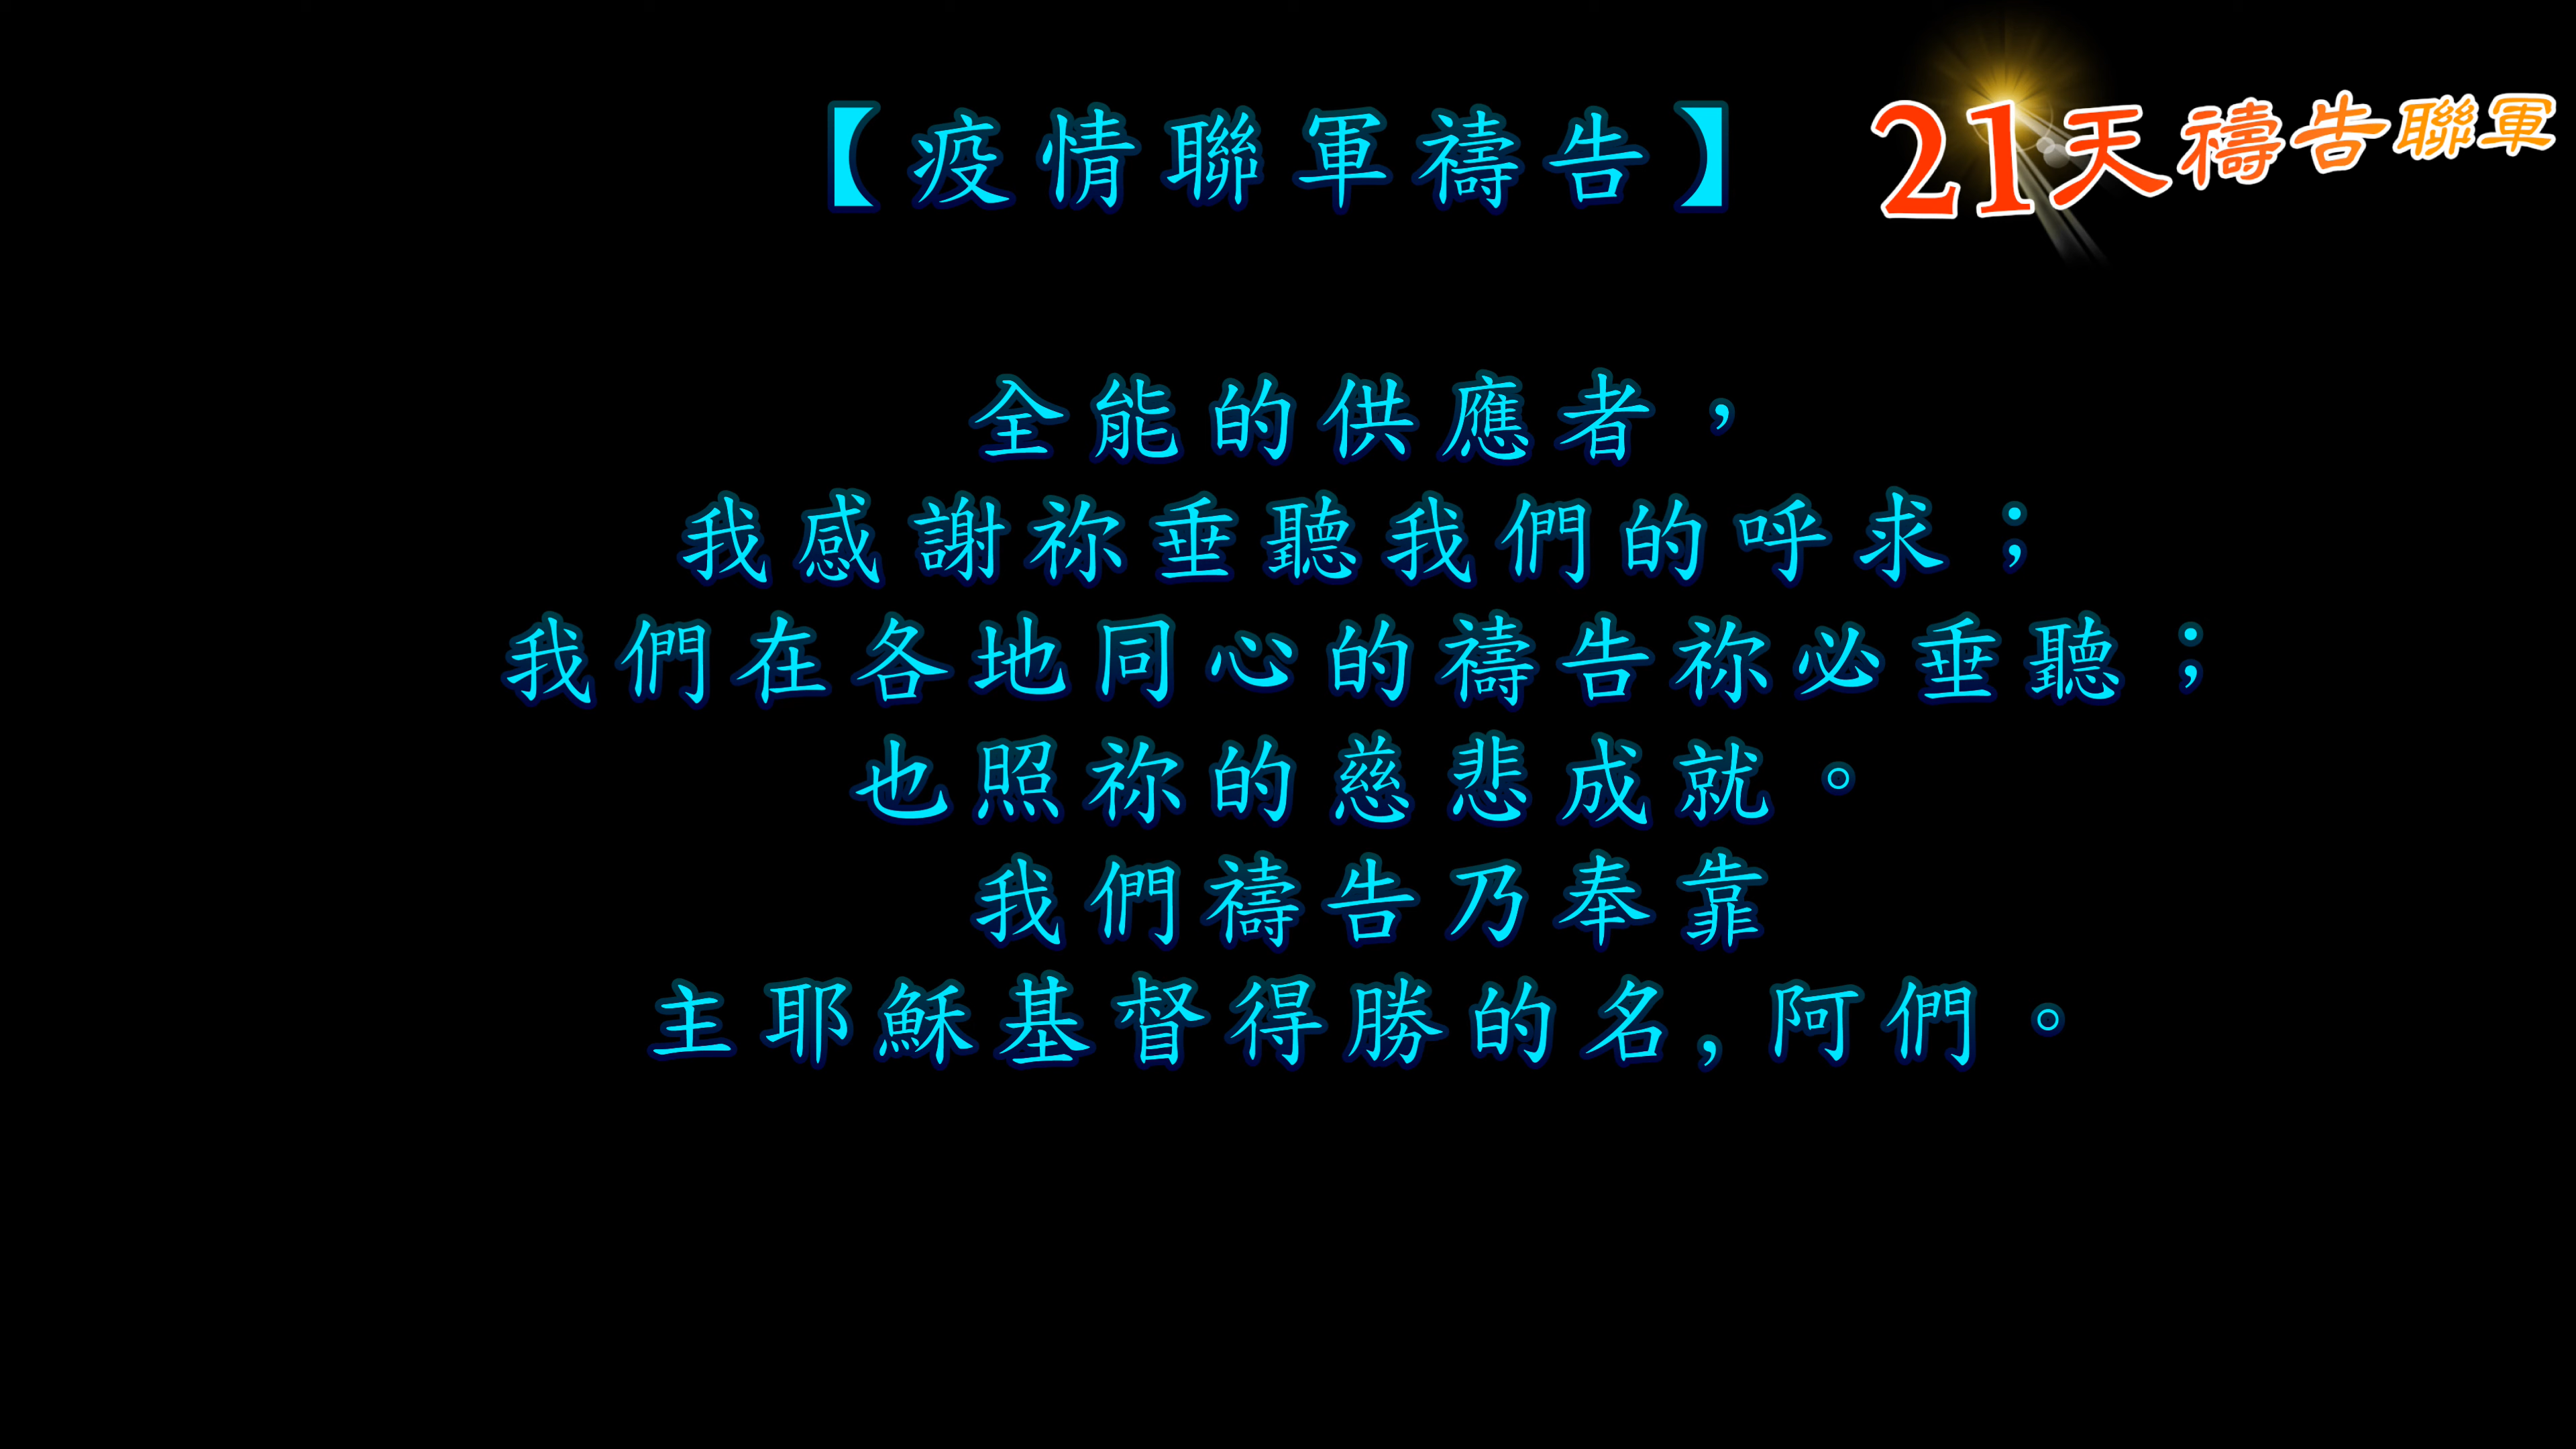 【疫情聯軍禱告】
21天禱告聯軍
全能的供應者，
我感謝祢垂聽我們的呼求；
我們在各地同心的禱告祢必垂聽；
也照祢的慈悲成就。
我們禱告乃奉靠
主耶穌基督得勝的名,阿們。